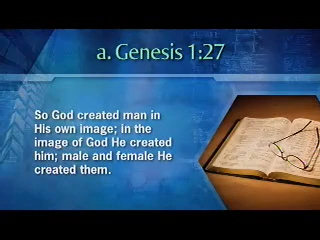 a. Genesis 1:27
So God created man in
His own image; in the
image of God He created
him; male and female He
created them.